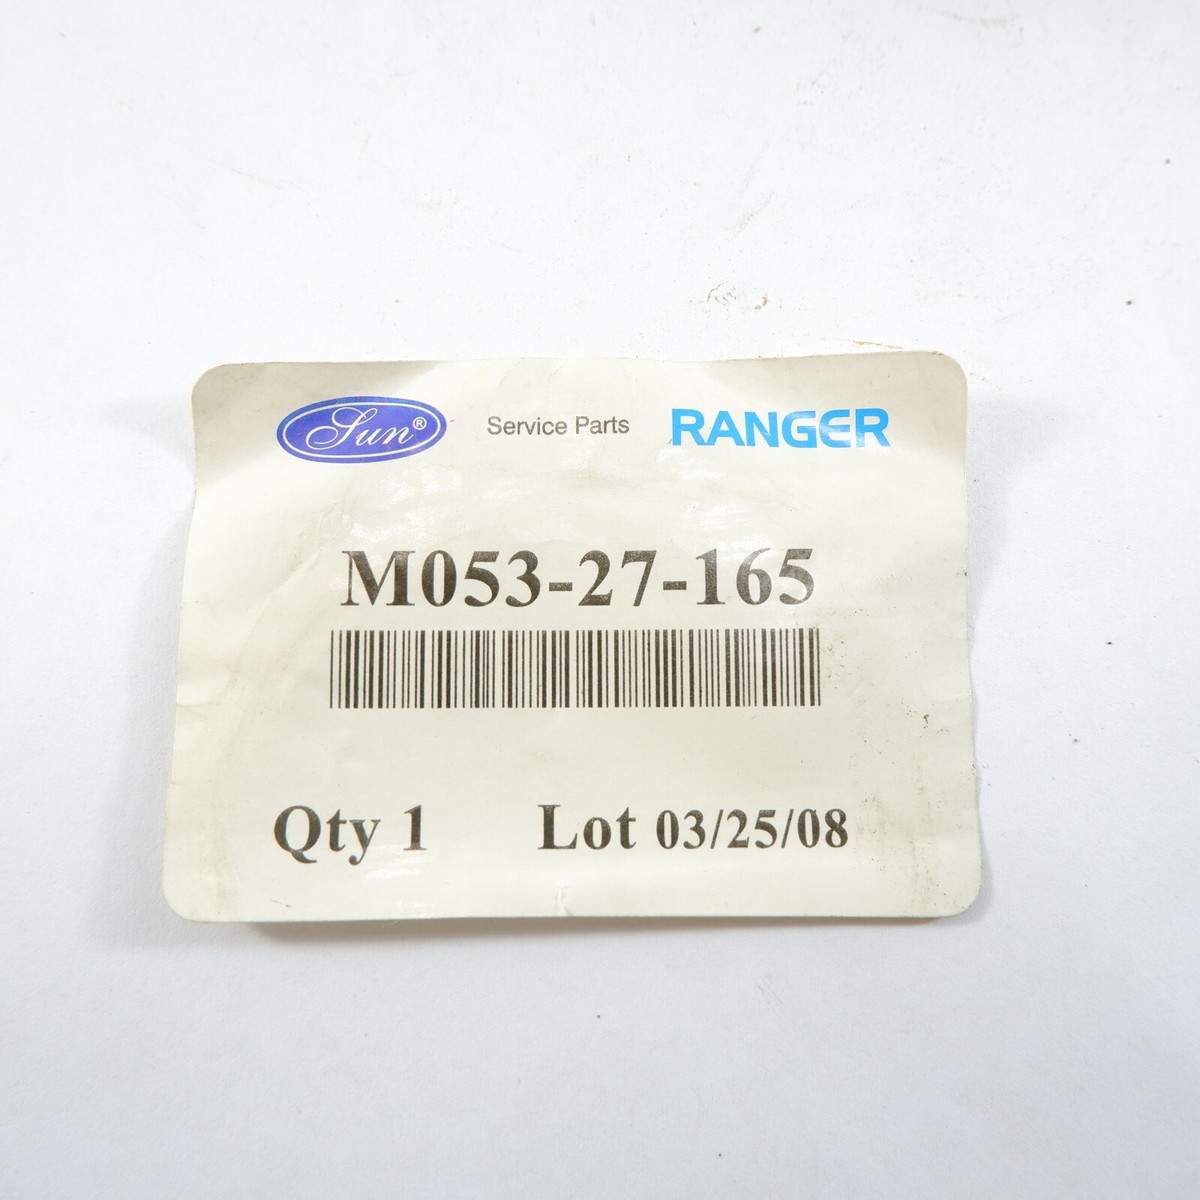 Sun® Service Parts RANGER
M053-27-165
Qty 1 Lot 03/25/08